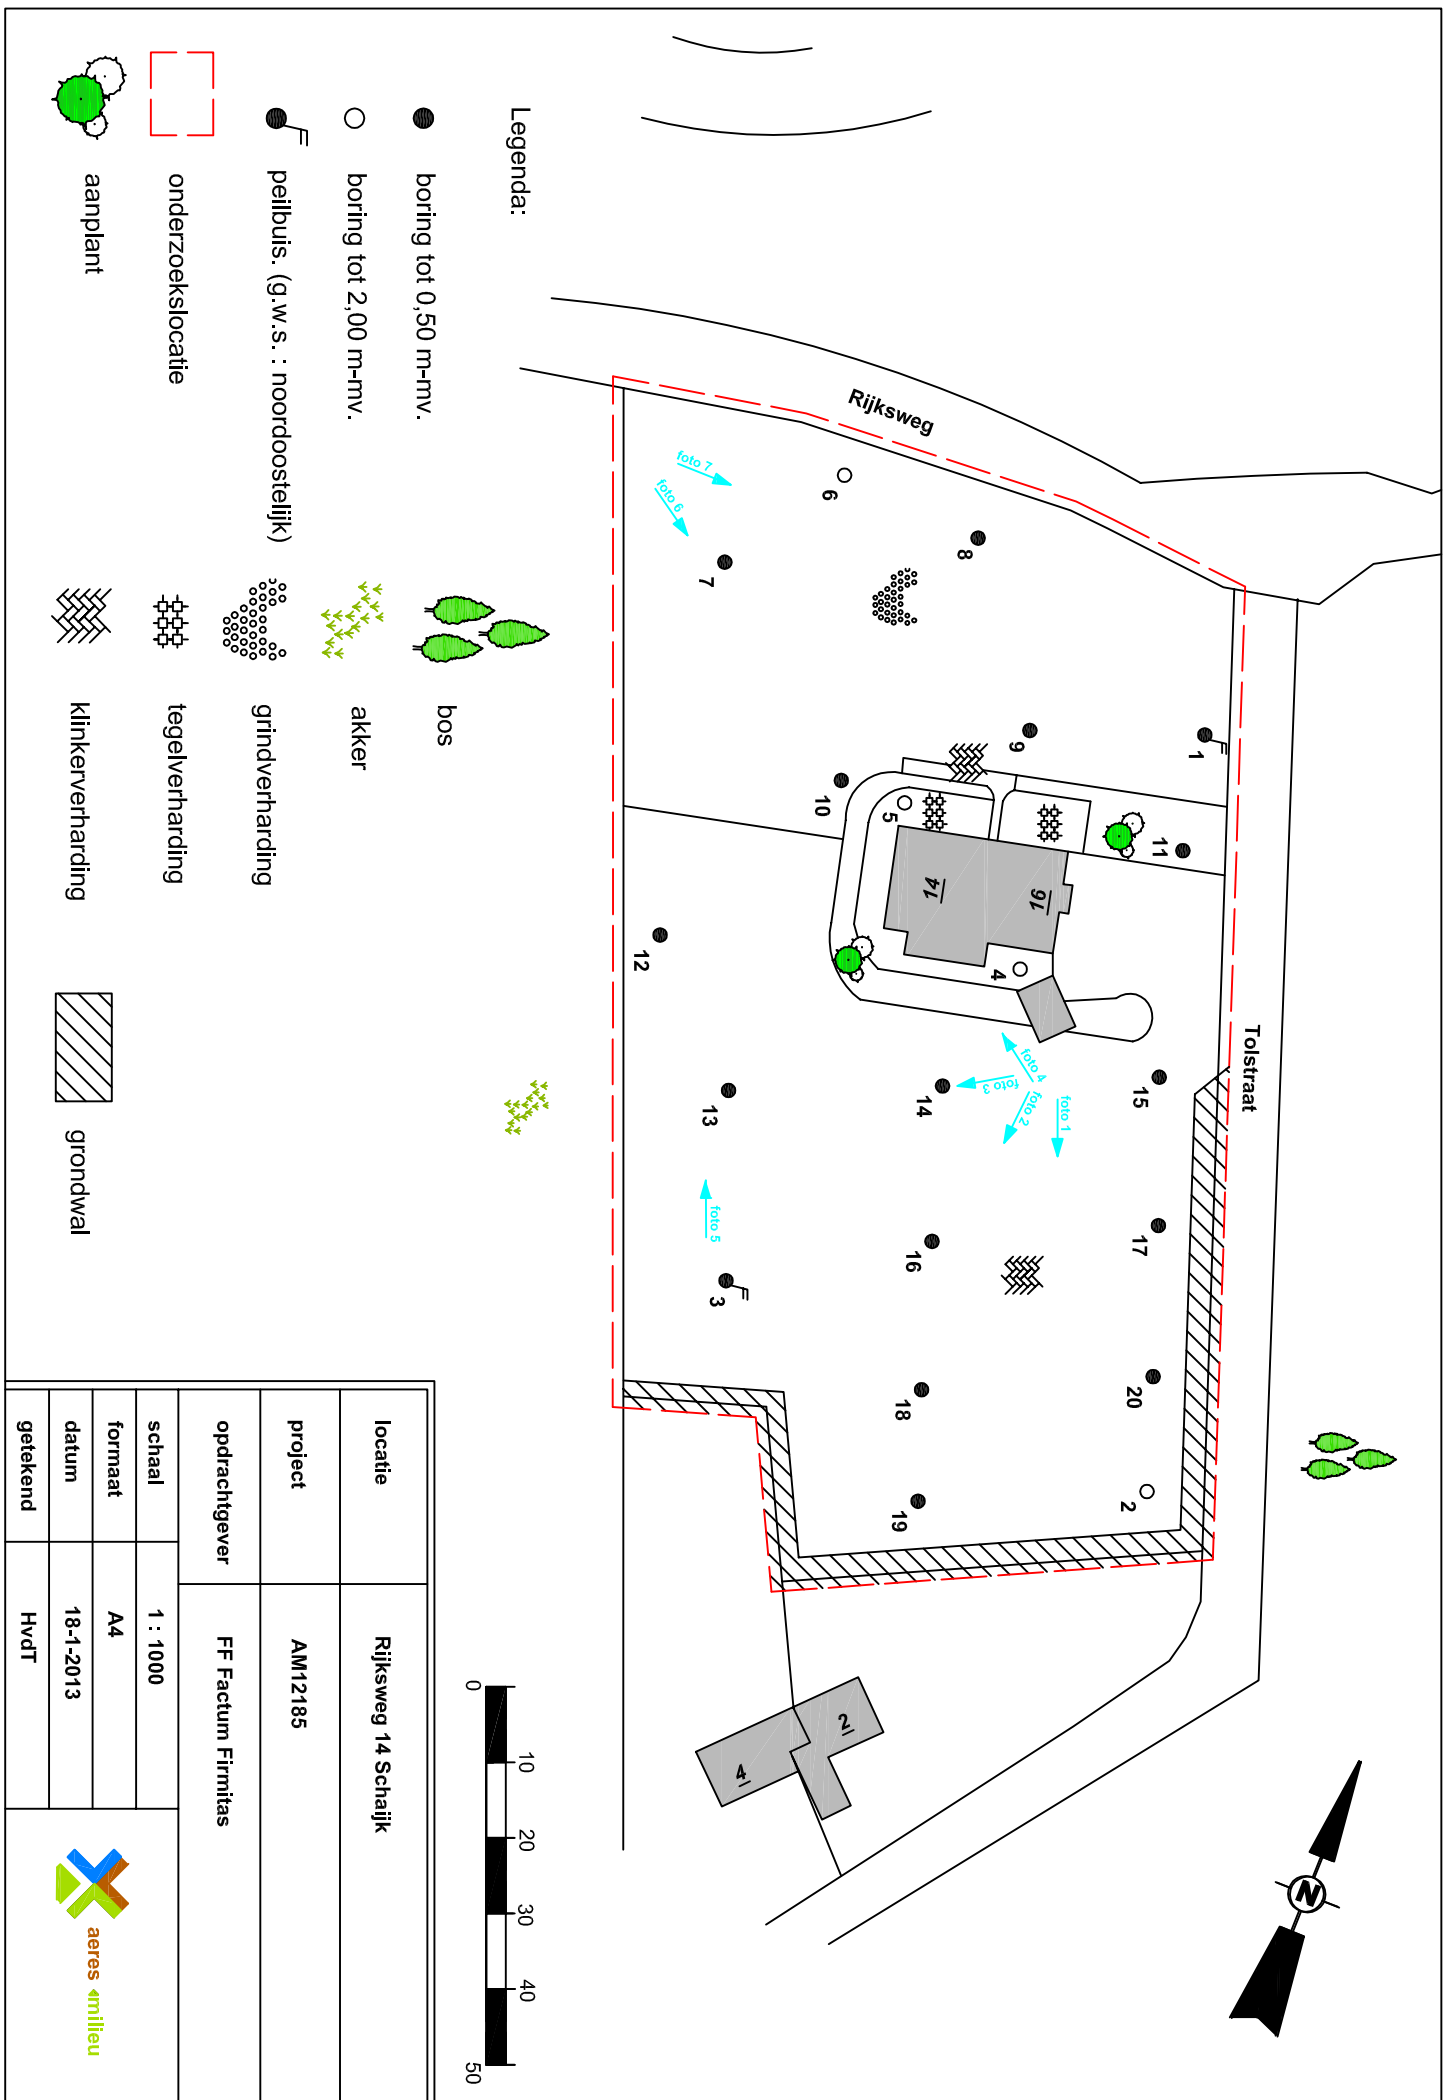 Rijksweg
Tolstraat
foto 7
foto 6
foto 4
foto 3
foto 2
foto 1
foto 5
1
2
3
4
5
6
7
8
9
10
11
12
13
14
15
16
17
18
19
20
14
16
2
4
N
Legenda:
boring tot 0,50 m-mv.
boring tot 2,00 m-mv.
peilbuis. (g.w.s. : noordoostelijk)
onderzoekslocatie
aanplant
bos
akker
grindverharding
tegelverharding
klinkerverharding
grondwal
0 10 20 30 40 50
locatie Rijksweg 14 Schaijk
project AM12185
opdrachtgever FF Factum Firmitas
schaal 1 : 1000
formaat A4
datum 18-1-2013
getekend HvdT
aeres milieu